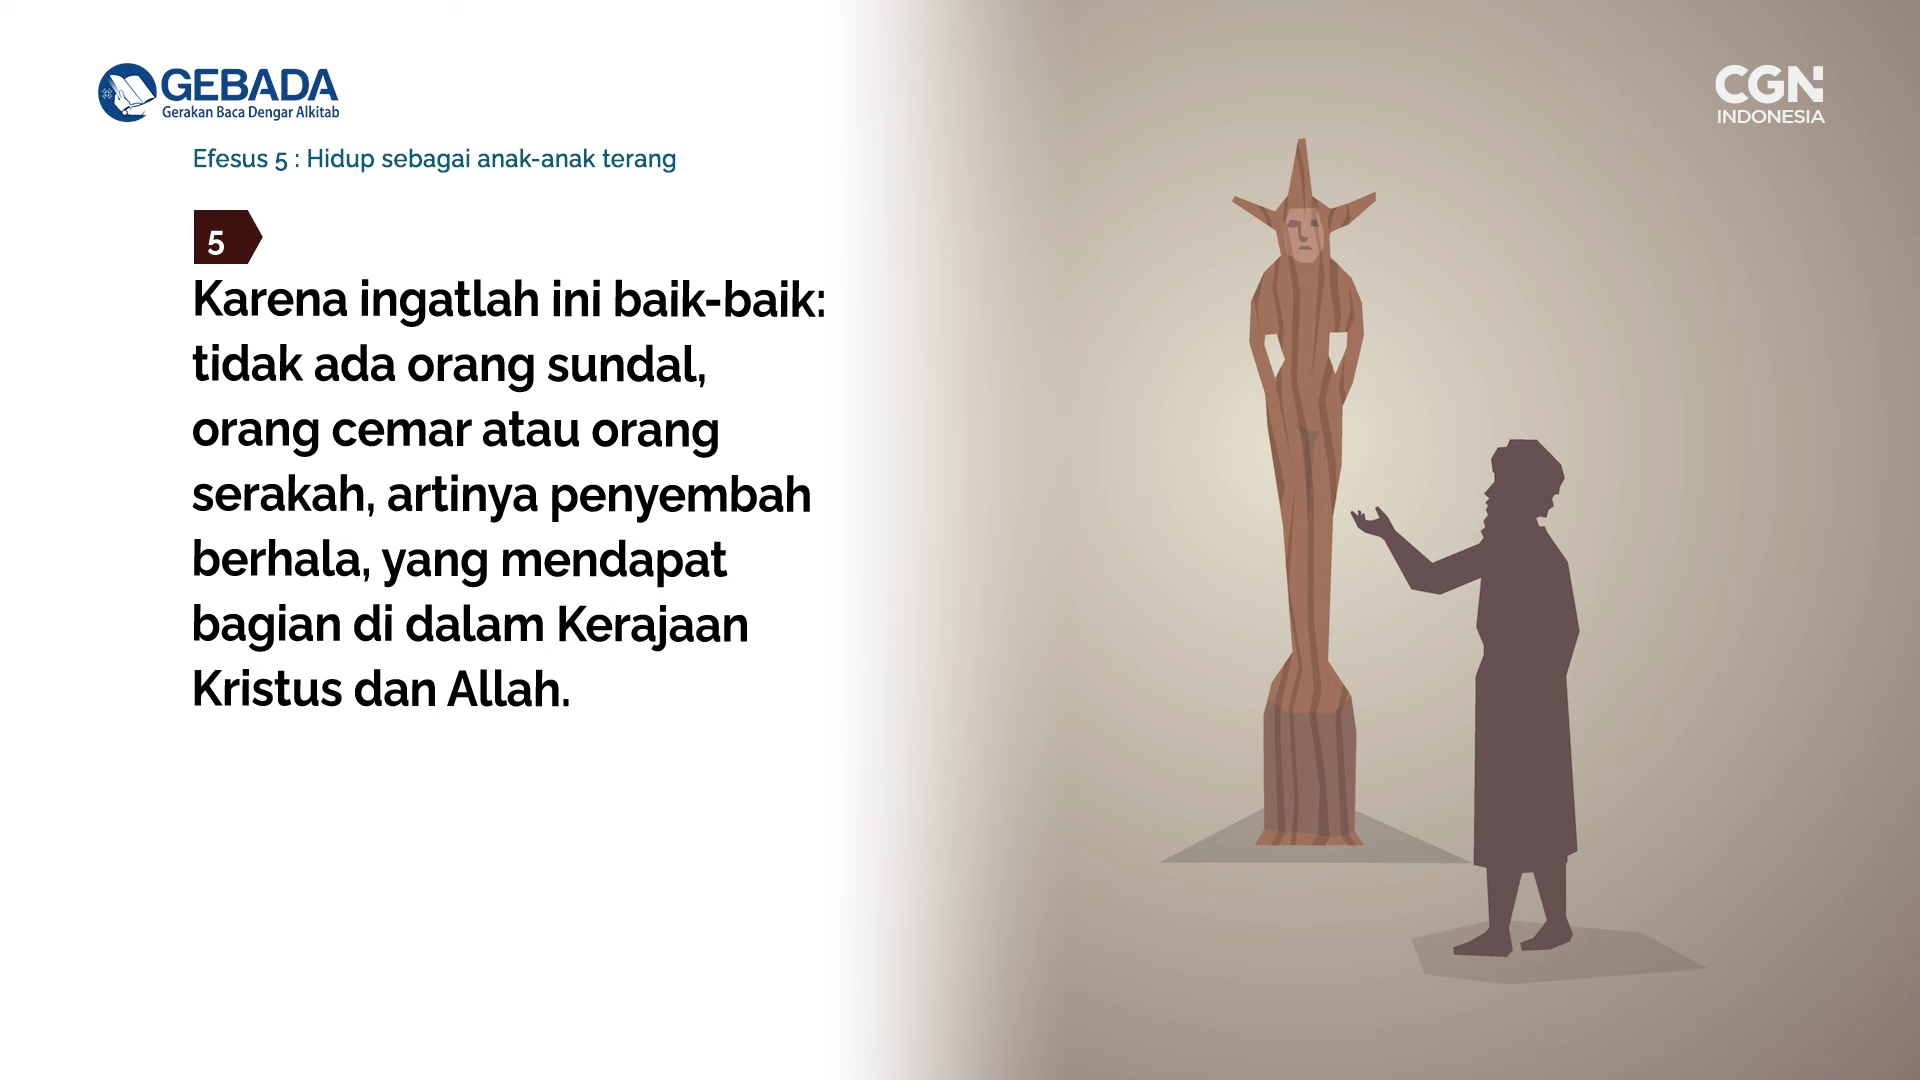 GEBADA
Gerakan Baca Dengar Alkitab
CGN
INDONESIA
Efesus 5 : Hidup sebagai anak-anak terang
5
Karena ingatlah ini baik-baik:
tidak ada orang sundal,
orang cemar atau orang
serakah, artinya penyembah
berhala, yang mendapat
bagian di dalam Kerajaan
Kristus dan Allah.